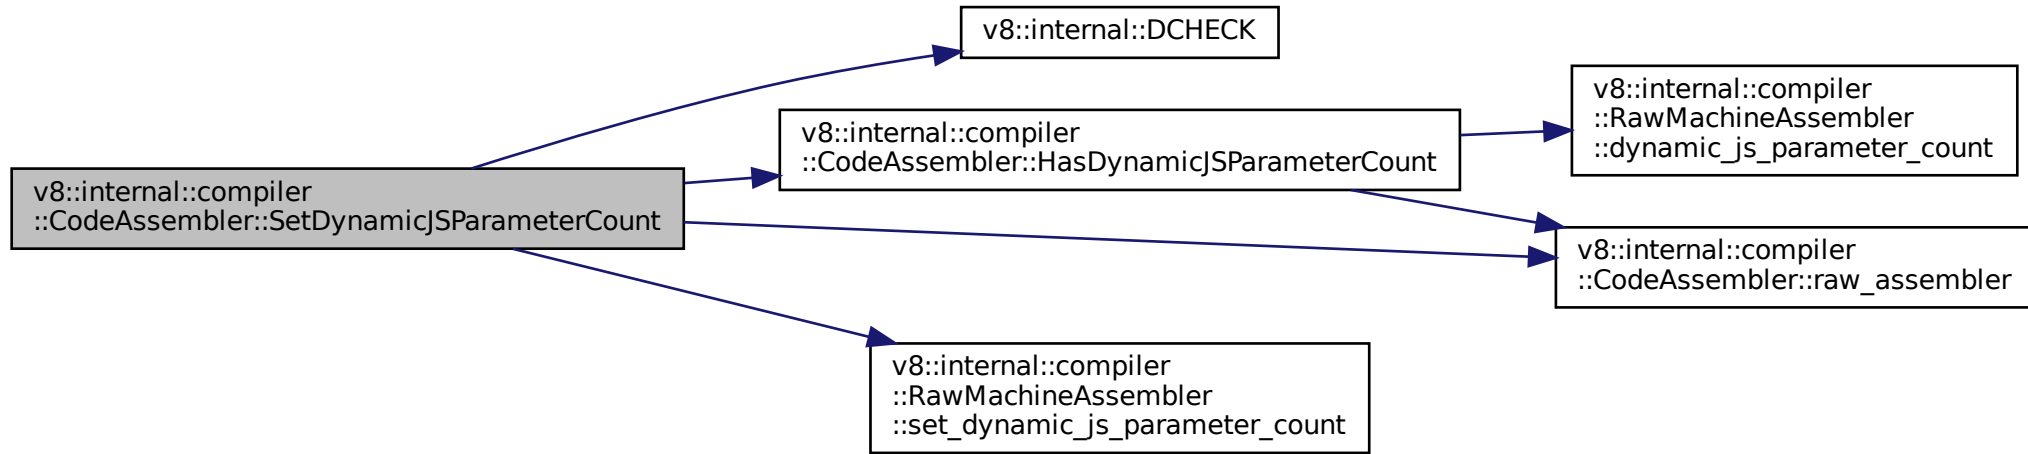 v8::internal::DCHECK
v8::internal::compiler
::RawMachineAssembler
::dynamic_js_parameter_count
v8::internal::compiler
::CodeAssembler::HasDynamicJSParameterCount
v8::internal::compiler
::CodeAssembler::SetDynamicJSParameterCount
v8::internal::compiler
::CodeAssembler::raw_assembler
v8::internal::compiler
::RawMachineAssembler
::set_dynamic_js_parameter_count